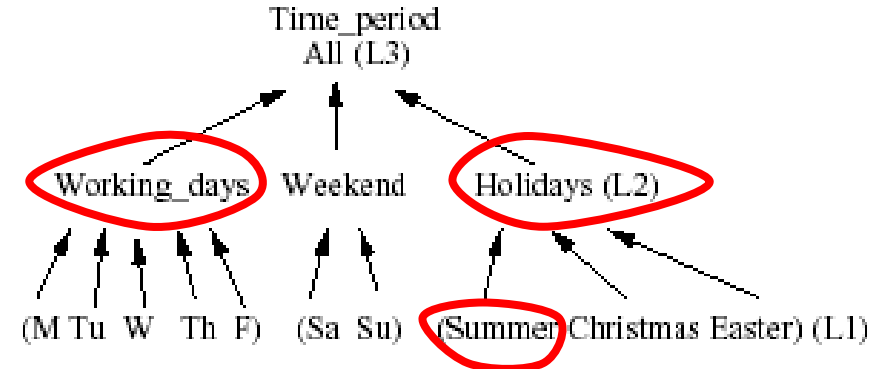 Time_period
All (L3)
Working_days Weekend Holidays (L2)
(M Tu W Th F) (Sa Su) (Summer Christmas Easter) (L1)